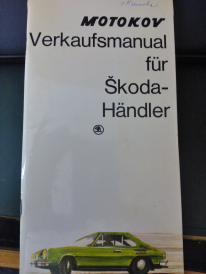 MOTOKOV
Verkaufsmanual
für
Škoda-
Händler